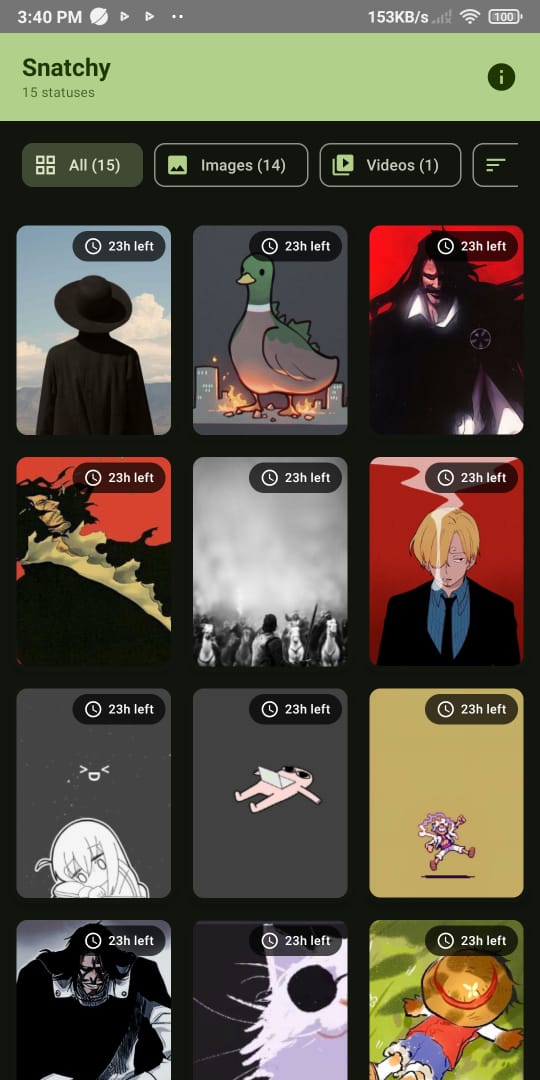 3:40 PM
153KB/s
100
Snatchy
15 statuses
All (15)
Images (14)
Videos (1)
23h left
23h left
23h left
23h left
23h left
23h left
23h left
23h left
23h left
23h left
23h left
23h left